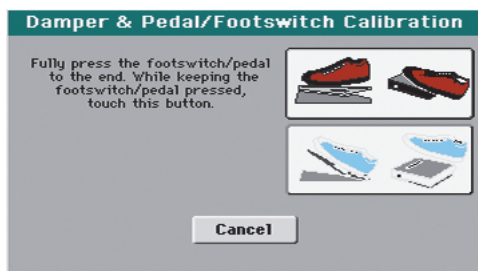 Damper & Pedal/Footswitch Calibration
Fully press the footswitch/pedal
to the end. While keeping the
footswitch/pedal pressed,
touch this button.
Cancel